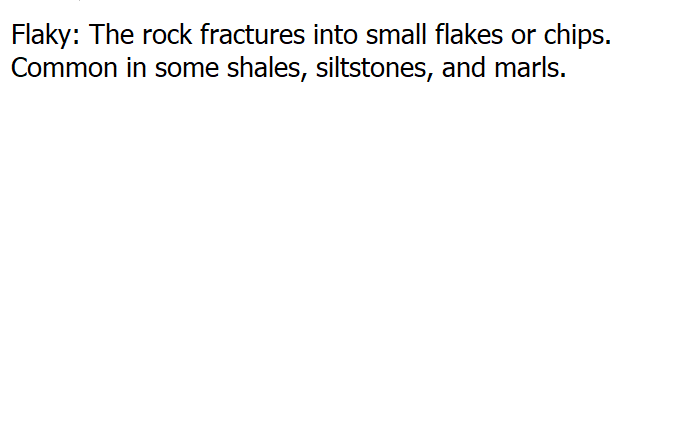 Flaky: The rock fractures into small flakes or chips.
Common in some shales, siltstones, and marls.